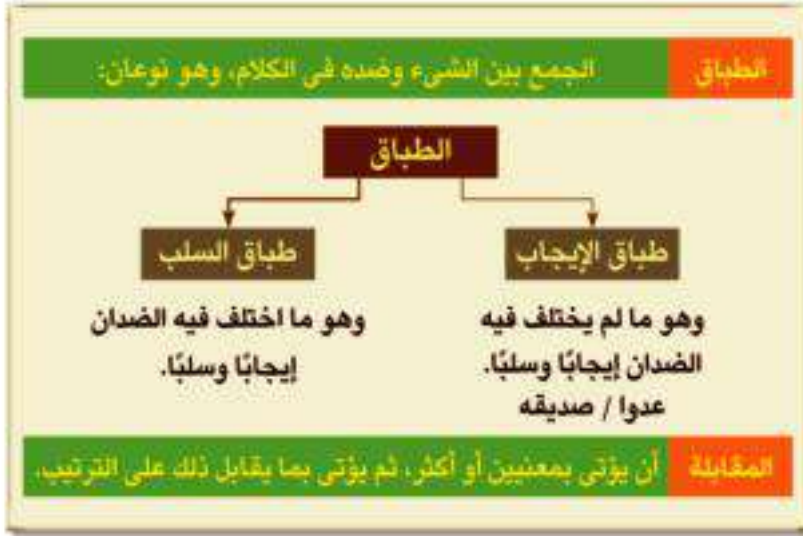 الطباق الجمع بين الشىء وضده فى الكلام، وهو نوعان:
الطباق
طباق الإيجاب
وهو ما لم يختلف فيه
الضدان إيجابًا وسلبًا.
عدوا / صديقه
طباق السلب
وهو ما اختلف فيه الضدان
إيجابًا وسلبًا.
المقابلة أن يؤتى بمعنيين أو أكثر، ثم يؤتى بما يقابل ذلك على الترتيب.